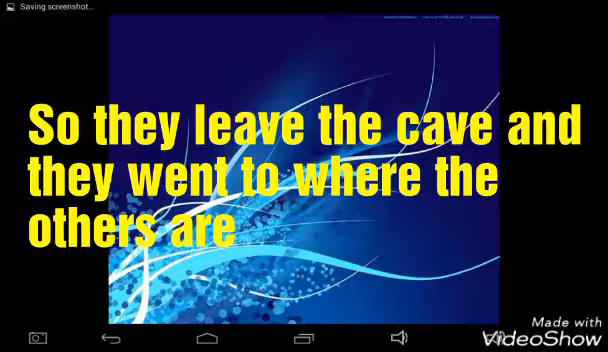 Saving screenshot...
So they leave the cave and
they went to where the
others are
Made with
VideoShow